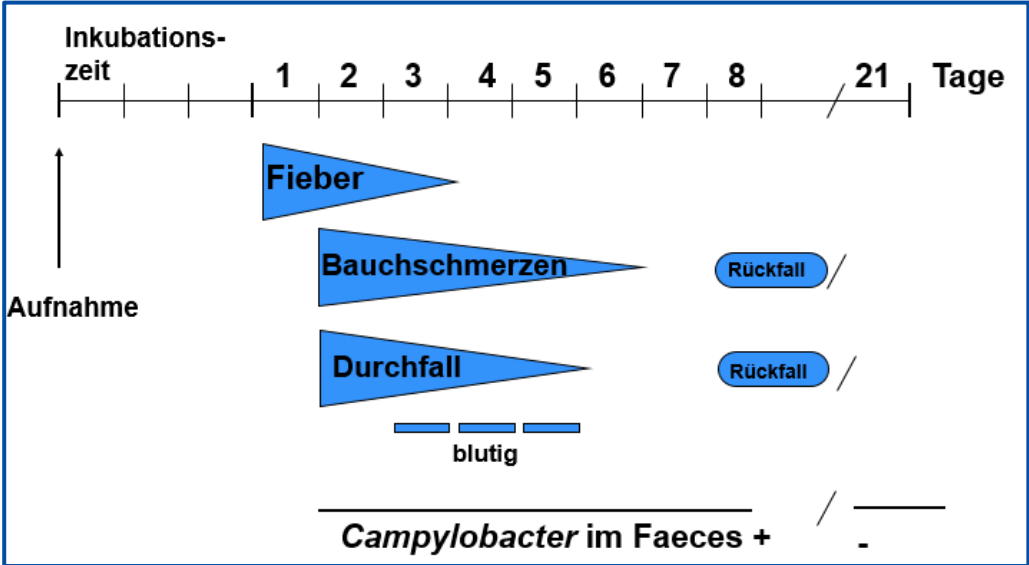 Inkubations-
zeit
1 2 3 4 5 6 7 8 / 21 Tage
Fieber
Bauchschmerzen
Rückfall /
Aufnahme
Durchfall
Rückfall /
blutig
/
Campylobacter im Faeces + -